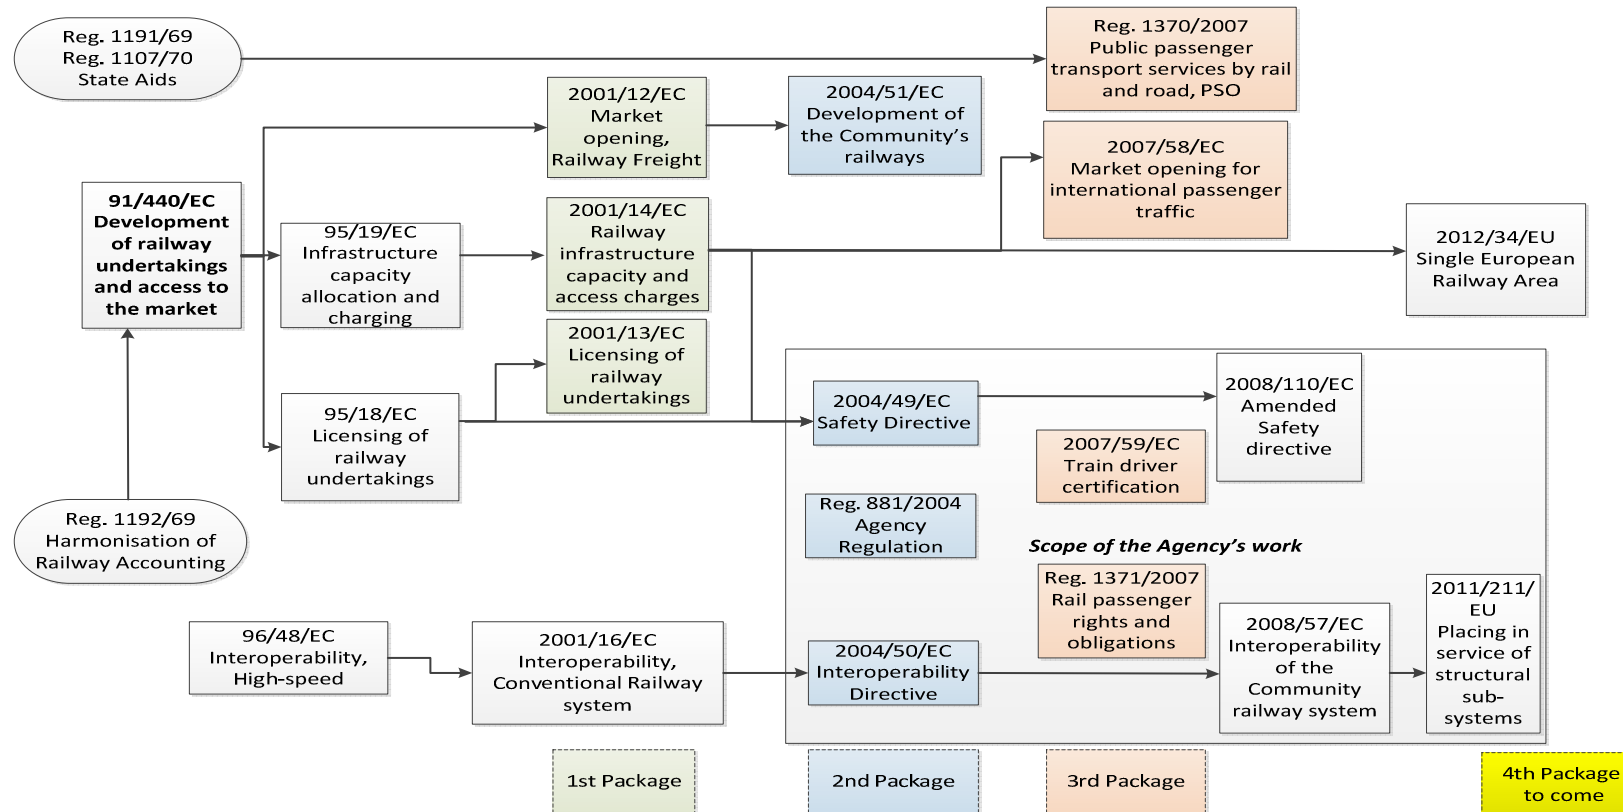 Reg. 1191/69
Reg. 1107/70
State Aids
Reg. 1370/2007
Public passenger
transport services by rail
and road, PSO
2001/12/EC
Market
opening,
Railway Freight
2004/51/EC
Development of
the Community’s
railways
2007/58/EC
Market opening for
international passenger
traffic
91/440/EC
Development
of railway
undertakings
and access to
the market
95/19/EC
Infrastructure
capacity
allocation and
charging
2001/14/EC
Railway
infrastructure
capacity and
access charges
2012/34/EU
Single European
Railway Area
2001/13/EC
Licensing of
railway
undertakings
95/18/EC
Licensing of
railway
undertakings
2004/49/EC
Safety Directive
2008/110/EC
Amended
Safety
directive
2007/59/EC
Train driver
certification
Reg. 1192/69
Harmonisation of
Railway Accounting
Reg. 881/2004
Agency
Regulation
Scope of the Agency’s work
Reg. 1371/2007
Rail passenger
rights and
obligations
96/48/EC
Interoperability,
High-speed
2001/16/EC
Interoperability,
Conventional Railway
system
2004/50/EC
Interoperability
Directive
2008/57/EC
Interoperability
of the
Community
railway system
2011/211/
EU
Placing in
service of
structural
sub-
systems
1st Package
2nd Package
3rd Package
4th Package
to come